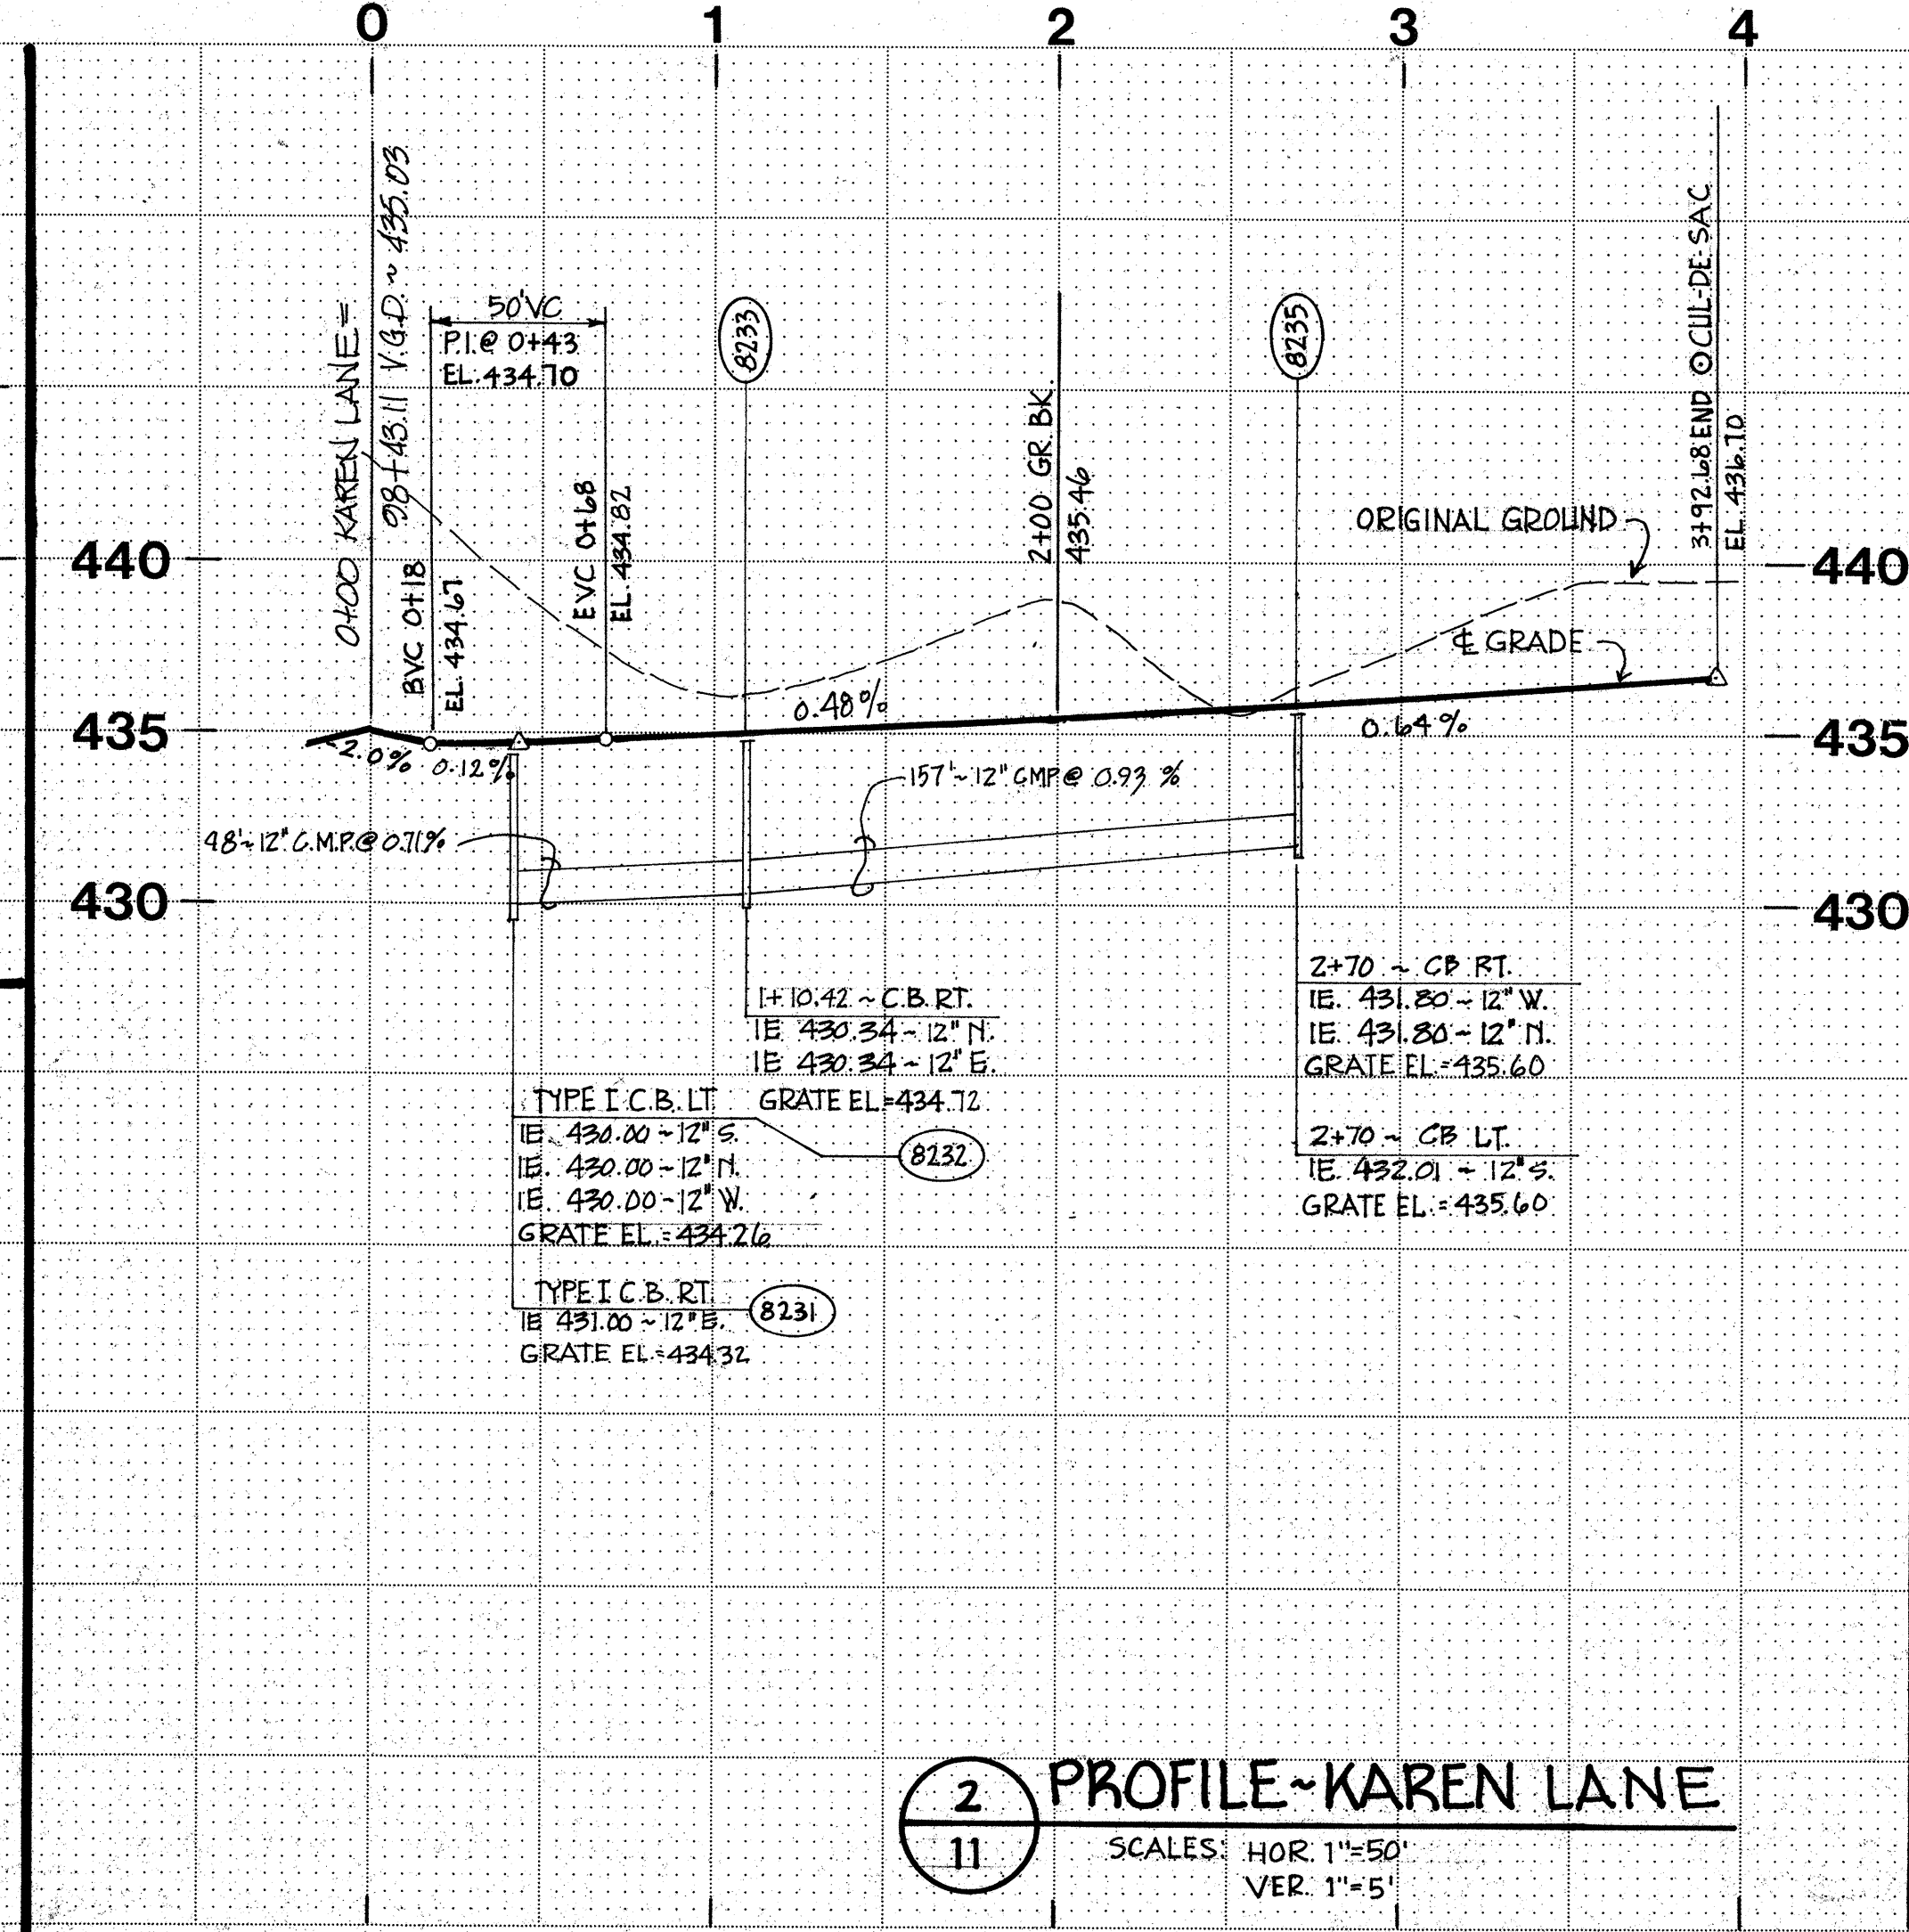 0 1 2 3 4
0+00 KAREN LANE =
98+43.11 V.G.D. ~ 435.03
50' VC
P.I. @ 0+43
EL. 434.70
BVC 0+18
EL. 434.67
EVC 0+68
EL. 434.82
8233
2+00 GR. BK.
435.46
8235
3+92.68 END ⊙ CUL-DE-SAC
EL. 436.70
ORIGINAL GROUND
℄ GRADE
440 440
435 435
430 430
-2.0% 0.12% 0.48% 0.64%
157' ~ 12" CMP @ 0.93 %
48' ~ 12" C.M.P. @ 0.71%
1+10.42 ~ C.B. RT.
IE 430.34 ~ 12" N.
IE 430.34 ~ 12" E.
GRATE EL.=434.72
2+70 ~ CB RT.
IE. 431.80 ~ 12" W.
IE. 431.80 ~ 12" N.
GRATE EL.=435.60
2+70 ~ CB LT.
IE. 432.01 ~ 12" S.
GRATE EL.=435.60
TYPE I C.B. LT
8232
IE. 430.00 ~ 12" S.
IE. 430.00 ~ 12" N.
IE. 430.00 ~ 12" W.
GRATE EL.=434.26
TYPE I C.B. RT.
8231
IE 431.00 ~ 12" E.
GRATE EL.=434.32
2
11
PROFILE~KAREN LANE
SCALES: HOR. 1"=50'
VER. 1"=5'